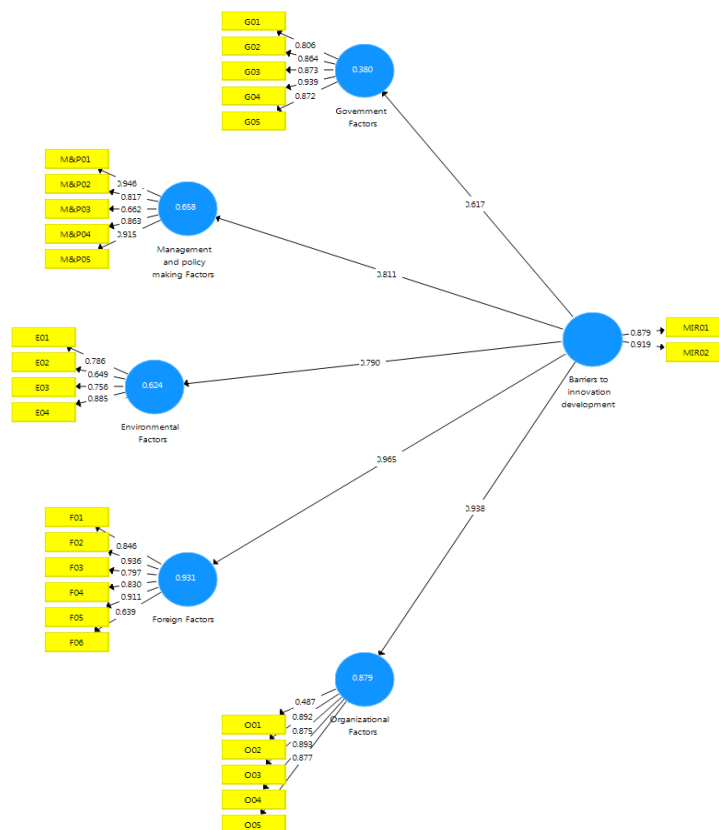 G01
0.806
G02
0.864
G03
0.873
G04
0.939
G05
0.872
0.380
Government
Factors
0.617
M&P01
0.946
M&P02
0.817
M&P03
0.662
M&P04
0.863
M&P05
0.915
0.658
Management
and policy
making Factors
0.811
E01
0.786
E02
0.649
E03
0.756
E04
0.885
0.624
Environmental
Factors
0.790
Barriers to
innovation
development
0.879
MIR01
0.919
MIR02
F01
0.846
F02
0.936
F03
0.797
F04
0.830
F05
0.911
F06
0.639
0.931
Foreign Factors
0.965
0.938
0.879
Organizational
Factors
O01
0.487
O02
0.892
O03
0.875
O04
0.893
O05
0.877